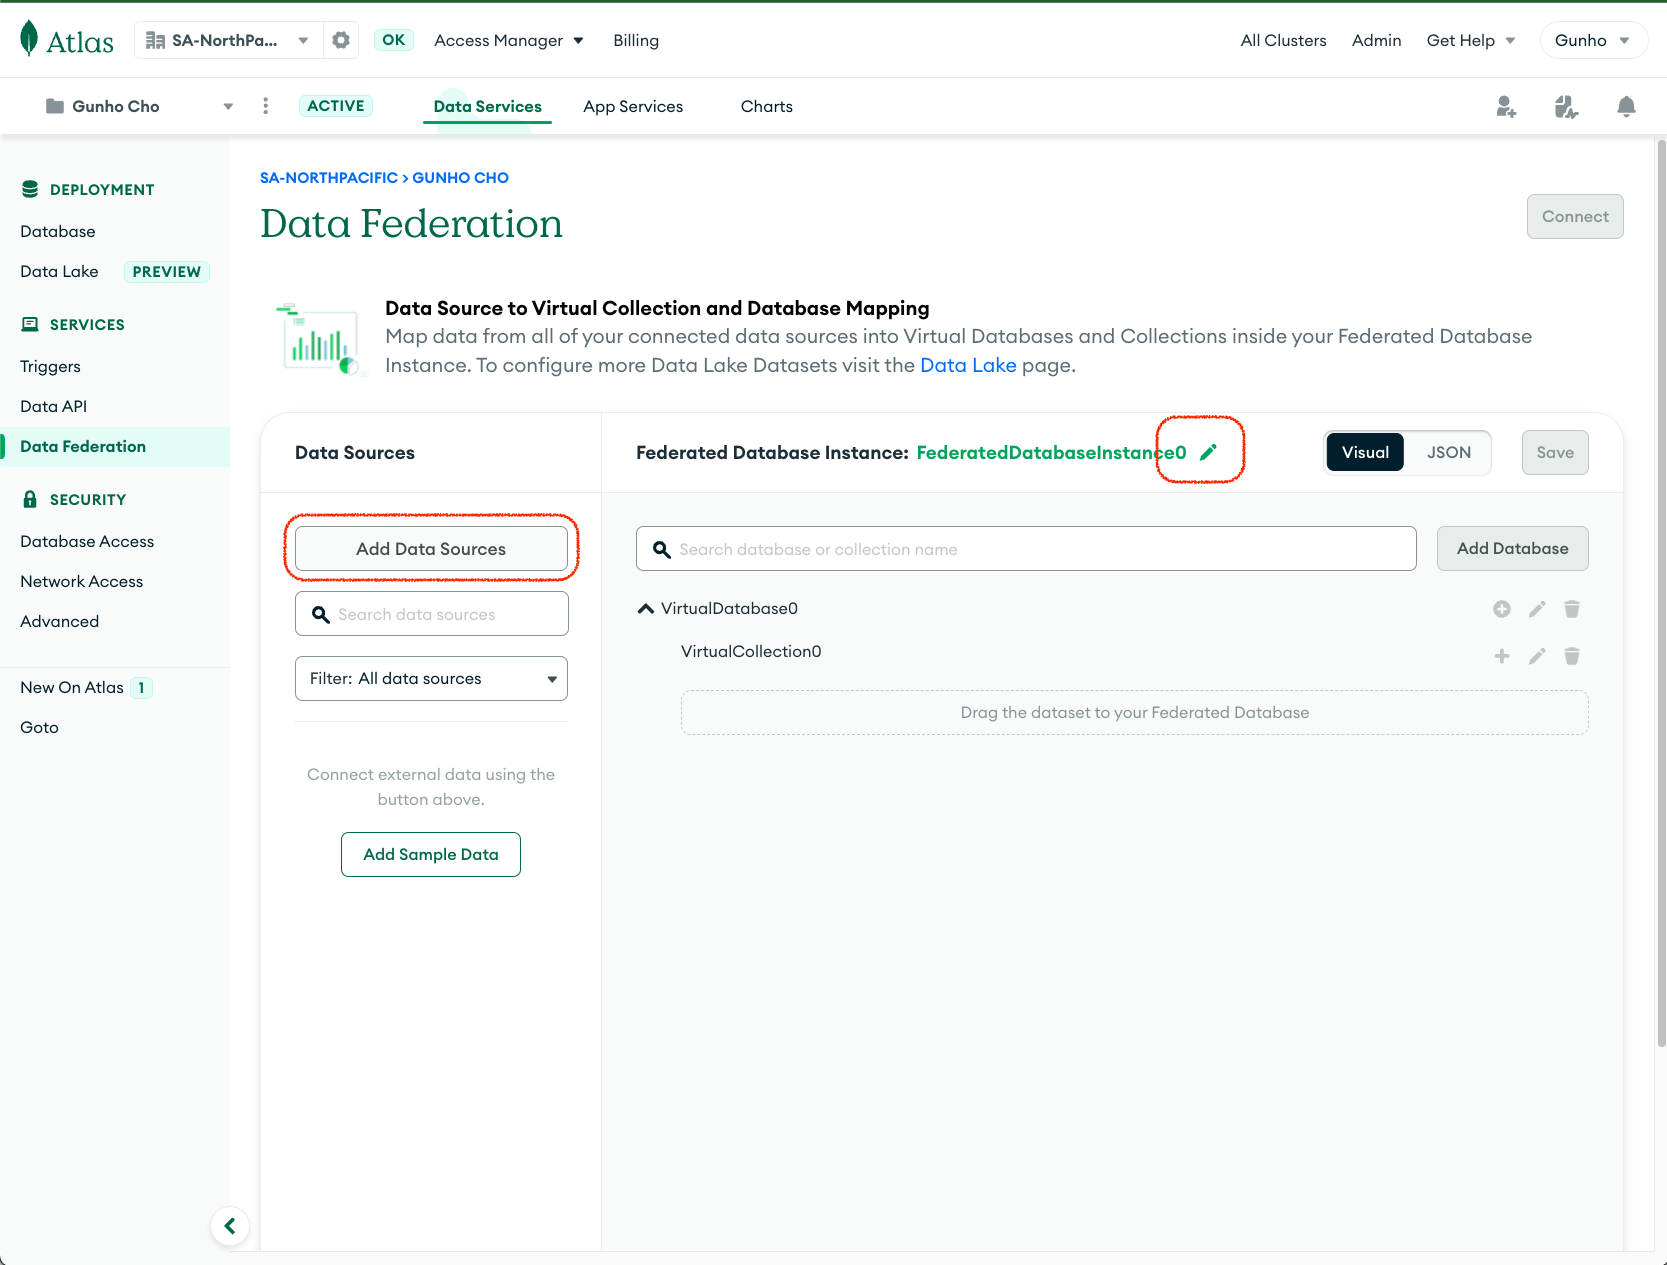 Atlas
SA-NorthPa...
OK
Access Manager
Billing
All Clusters
Admin
Get Help
Gunho
Gunho Cho
ACTIVE
Data Services
App Services
Charts
DEPLOYMENT
Database
Data Lake
PREVIEW
SERVICES
Triggers
Data API
Data Federation
SECURITY
Database Access
Network Access
Advanced
New On Atlas 1
Goto
SA-NORTHPACIFIC > GUNHO CHO
Data Federation
Connect
Data Source to Virtual Collection and Database Mapping
Map data from all of your connected data sources into Virtual Databases and Collections inside your Federated Database
Instance. To configure more Data Lake Datasets visit the Data Lake page.
Data Sources
Add Data Sources
Search data sources
Filter: All data sources
Connect external data using the
button above.
Add Sample Data
Federated Database Instance: FederatedDatabaseInstance0
Visual
JSON
Save
Search database or collection name
Add Database
VirtualDatabase0
VirtualCollection0
Drag the dataset to your Federated Database